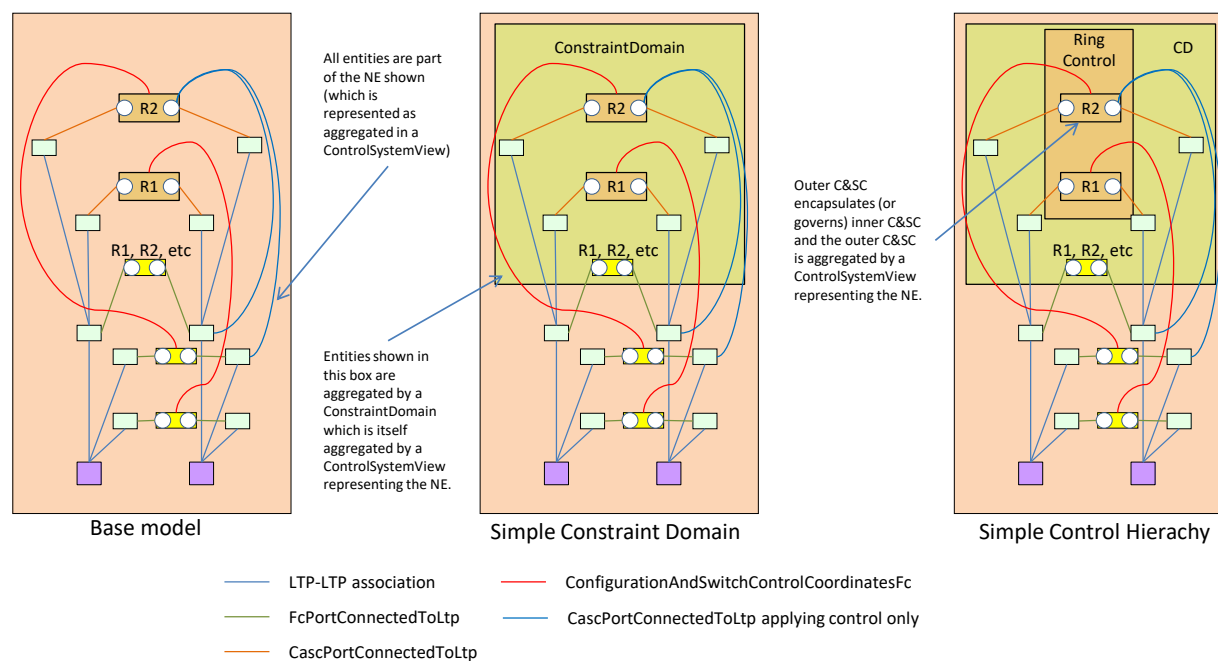 All entities are part
of the NE shown
(which is
represented as
aggregated in a
ControlSystemView)
R2
R1
R1, R2, etc
Base model
Entities shown in
this box are
aggregated by a
ConstraintDomain
which is itself
aggregated by a
ControlSystemView
representing the NE.
ConstraintDomain
R2
R1
R1, R2, etc
Simple Constraint Domain
Outer C&SC
encapsulates (or
governs) inner C&SC
and the outer C&SC
is aggregated by a
ControlSystemView
representing the NE.
Ring
Control
CD
R2
R1
R1, R2, etc
Simple Control Hierachy
LTP-LTP association
FcPortConnectedToLtp
CascPortConnectedToLtp
ConfigurationAndSwitchControlCoordinatesFc
CascPortConnectedToLtp applying control only